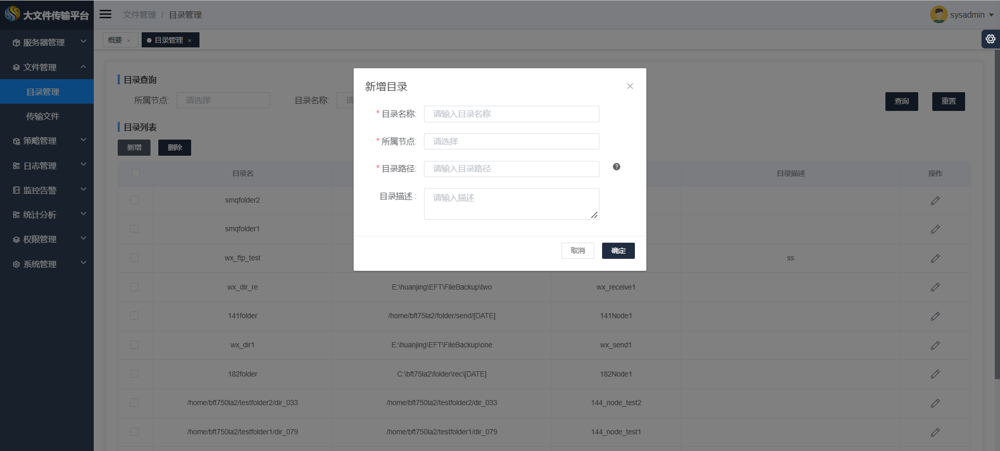 大文件传输平台
文件管理 / 目录管理
sysadmin
概要 ×
目录管理 ×
服务器管理
文件管理
目录管理
传输文件
策略管理
日志管理
监控告警
统计分析
权限管理
系统管理
目录查询
所属节点: 请选择 目录名称: 请
查询 重置
目录列表
新增 删除
目录名 目录描述 操作
smqfolder2
smqfolder1
wx_ftp_test ss
wx_dir_re E:\huanjing\EFT\FileBackup\two wx_receive1
141folder /home/bft75la2/folder/send/[DATE] 141Node1
wx_dir1 E:\huanjing\EFT\FileBackup\one wx_send1
182folder C:\bft75la2\folder\rec\[DATE] 182Node1
/home/bft750la2/testfolder2/dir_033 /home/bft750la2/testfolder2/dir_033 144_node_test2
/home/bft750la2/testfolder1/dir_079 /home/bft750la2/testfolder1/dir_079 144_node_test1
新增目录
* 目录名称: 请输入目录名称
* 所属节点: 请选择
* 目录路径: 请输入目录路径 ?
目录描述 : 请输入描述
取消 确定